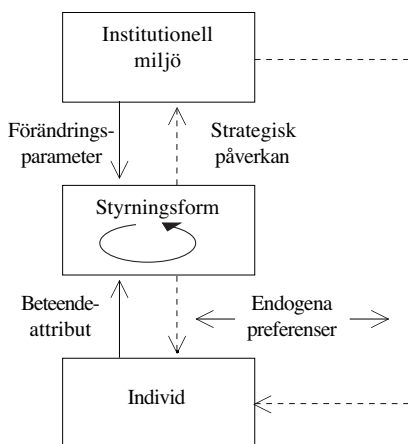 Institutionell
miljö
Förändrings-
parameter
Strategisk
påverkan
Styrningsform
Beteende-
attribut
Endogena
preferenser
Individ